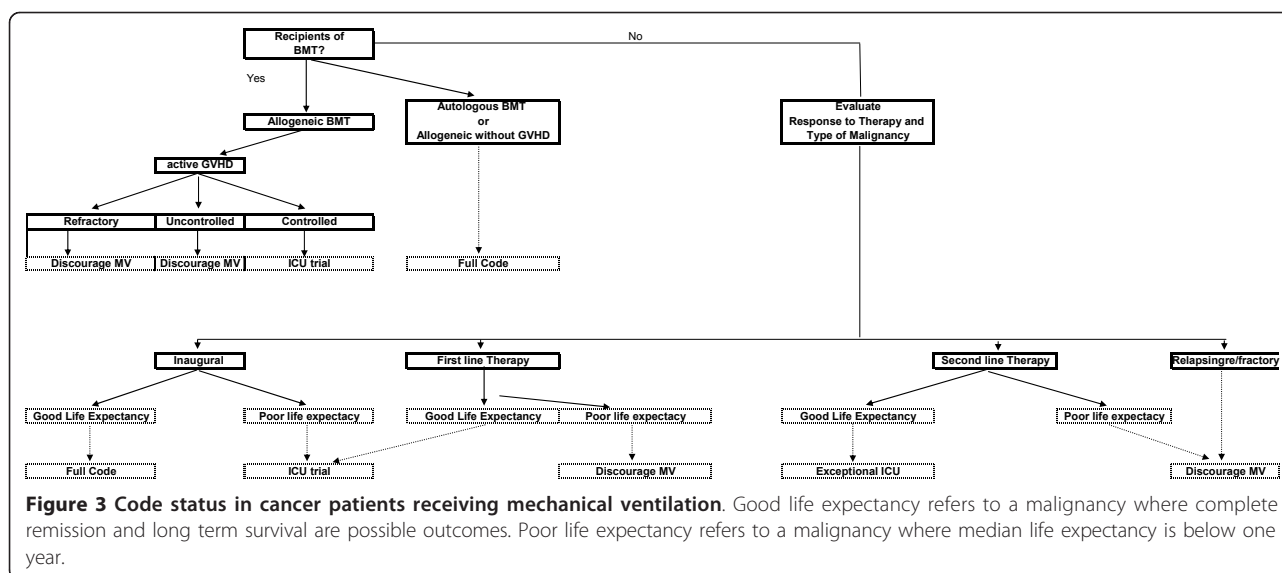 Recipients of
BMT?
No
Yes
Allogeneic BMT
Autologous BMT
or
Allogeneic without GVHD
Evaluate
Response to Therapy and
Type of Malignancy
active GVHD
Refractory
Uncontrolled
Controlled
Discourage MV
Discourage MV
ICU trial
Full Code
Inaugural
First line Therapy
Second line Therapy
Relapsingre/fractory
Good Life Expectancy
Poor life expectacy
Good Life Expectancy
Poor life expectacy
Good Life Expectancy
Poor life expectacy
Full Code
ICU trial
Discourage MV
Exceptional ICU
Discourage MV
Figure 3 Code status in cancer patients receiving mechanical ventilation. Good life expectancy refers to a malignancy where complete
remission and long term survival are possible outcomes. Poor life expectancy refers to a malignancy where median life expectancy is below one
year.